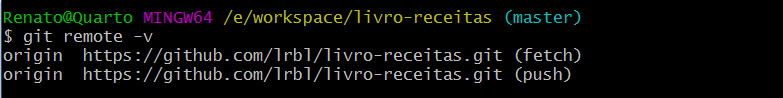 Renato@Quarto MINGW64 /e/workspace/livro-receitas (master)
$ git remote -v
origin  https://github.com/lrbl/livro-receitas.git (fetch)
origin  https://github.com/lrbl/livro-receitas.git (push)